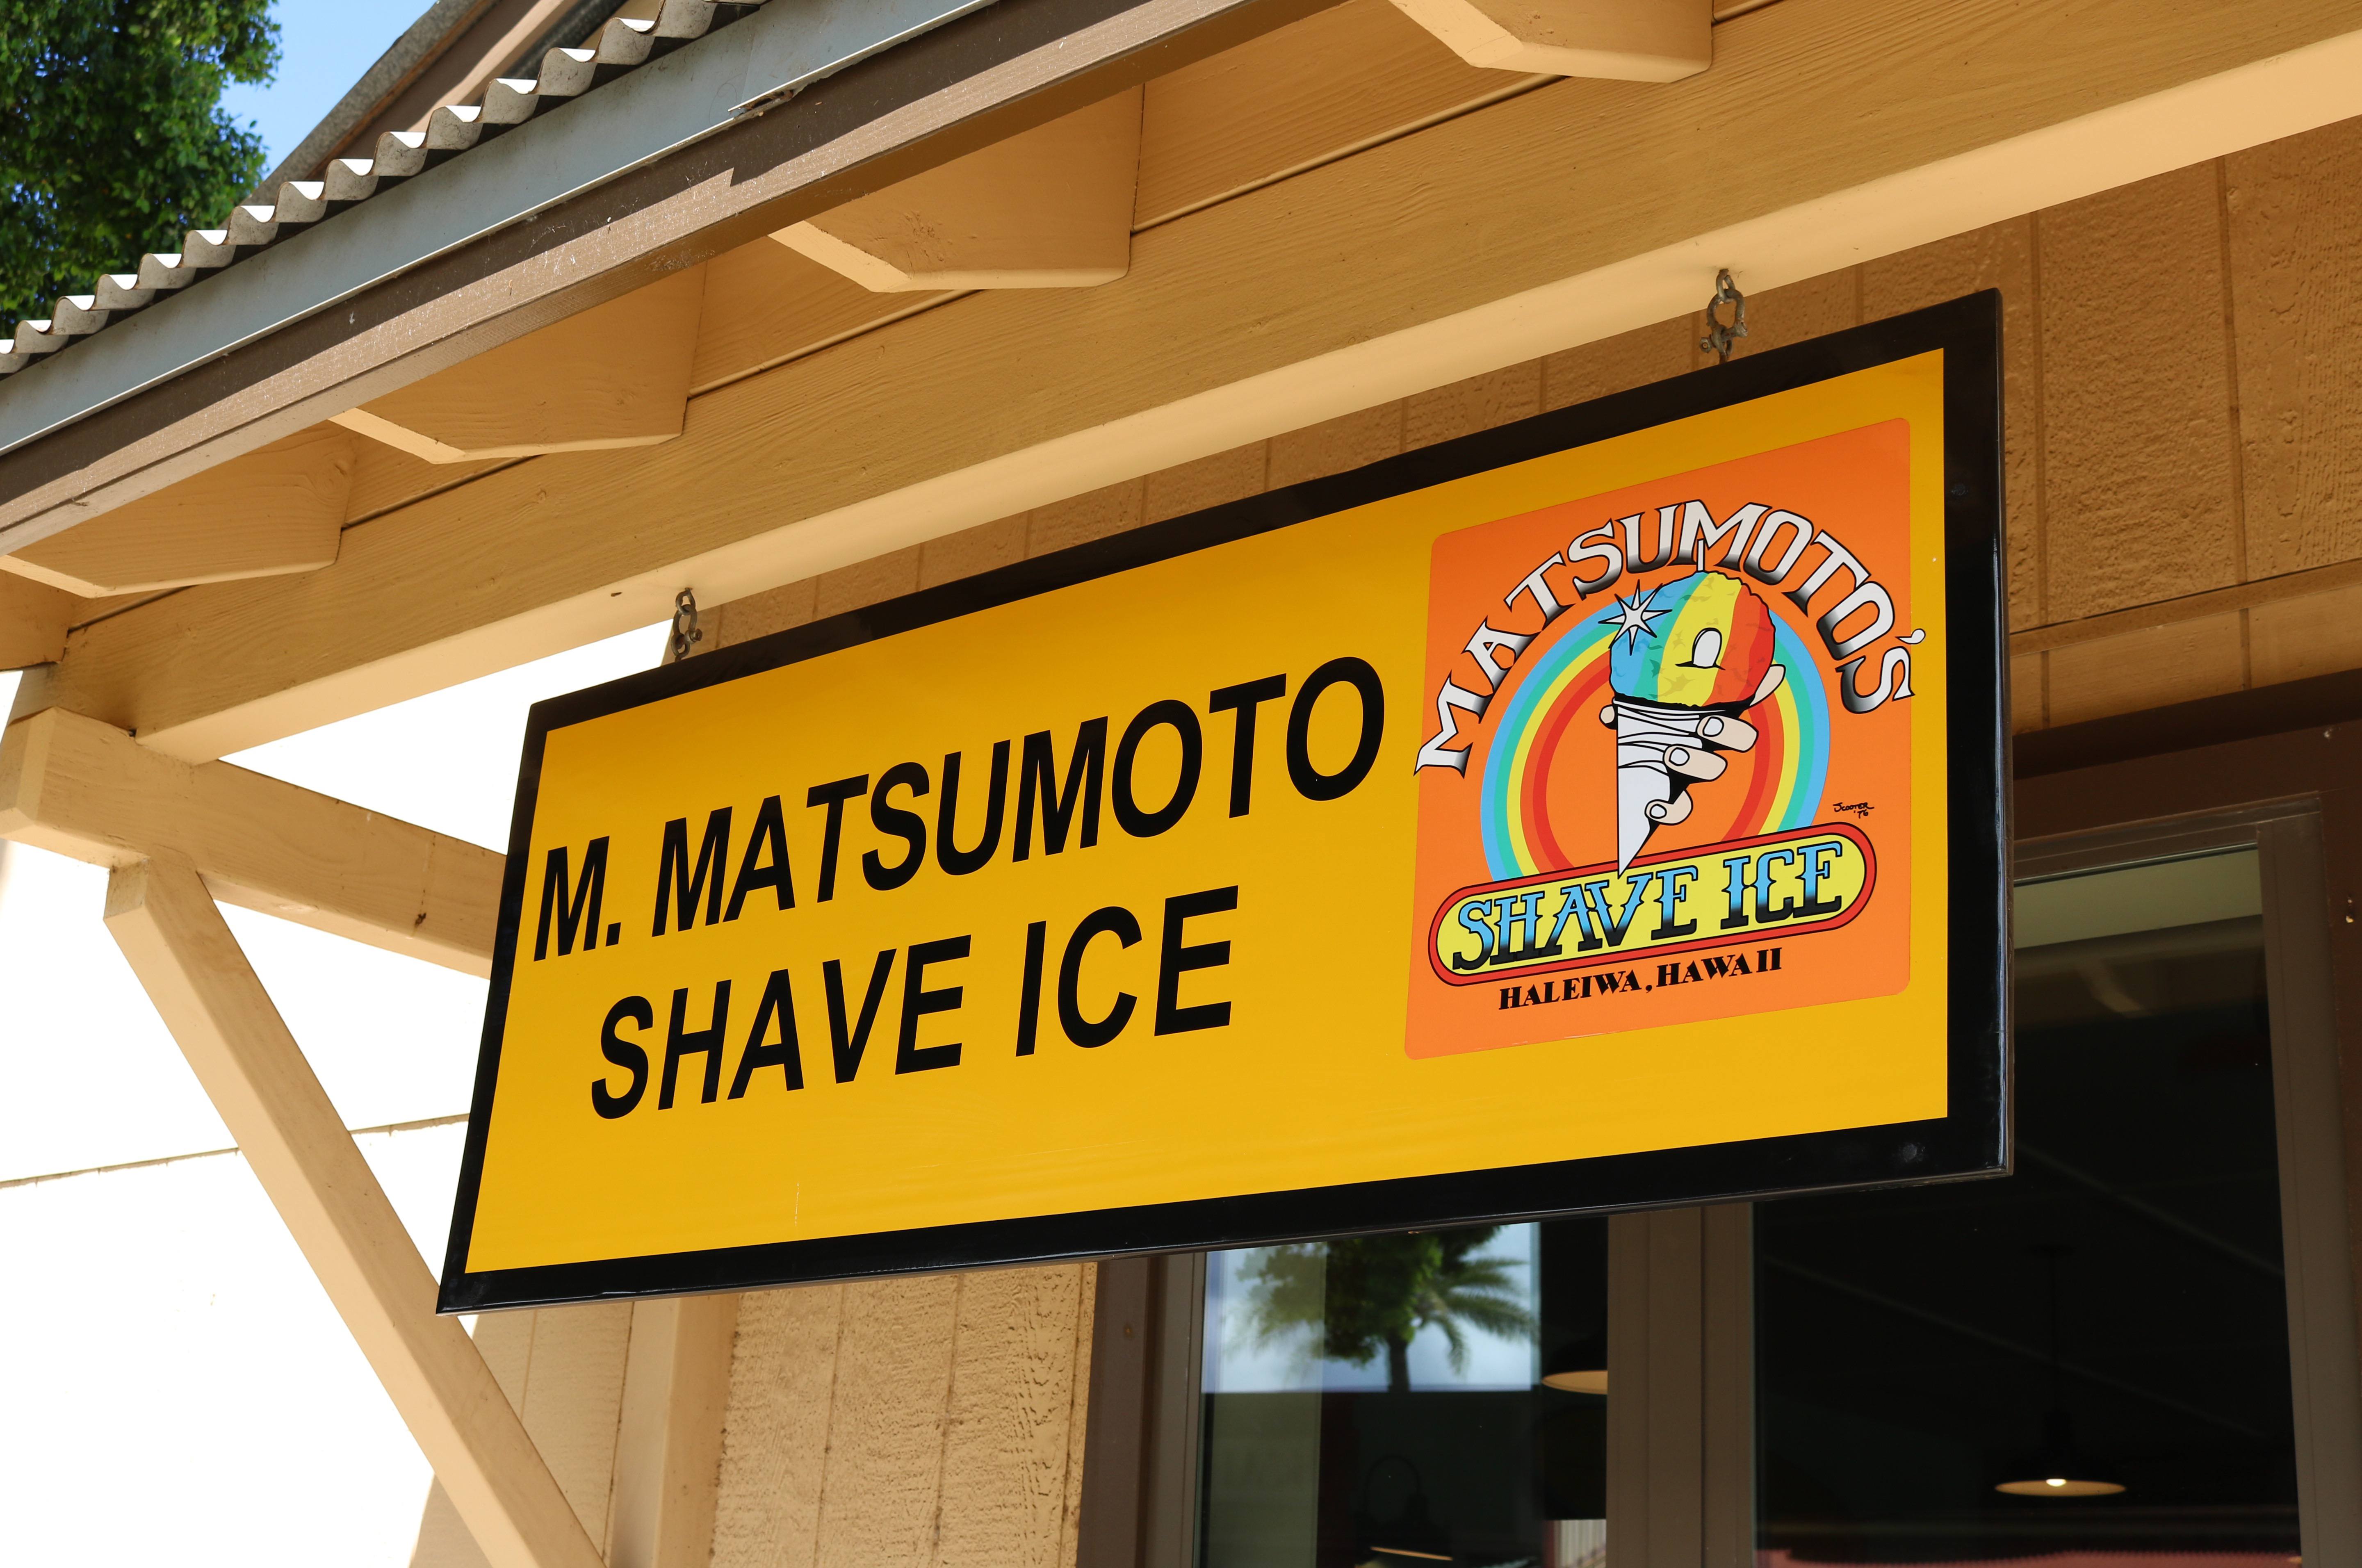 M. MATSUMOTO
SHAVE ICE
MATSUMOTO'S
SHAVE ICE
HALEIWA, HAWAII